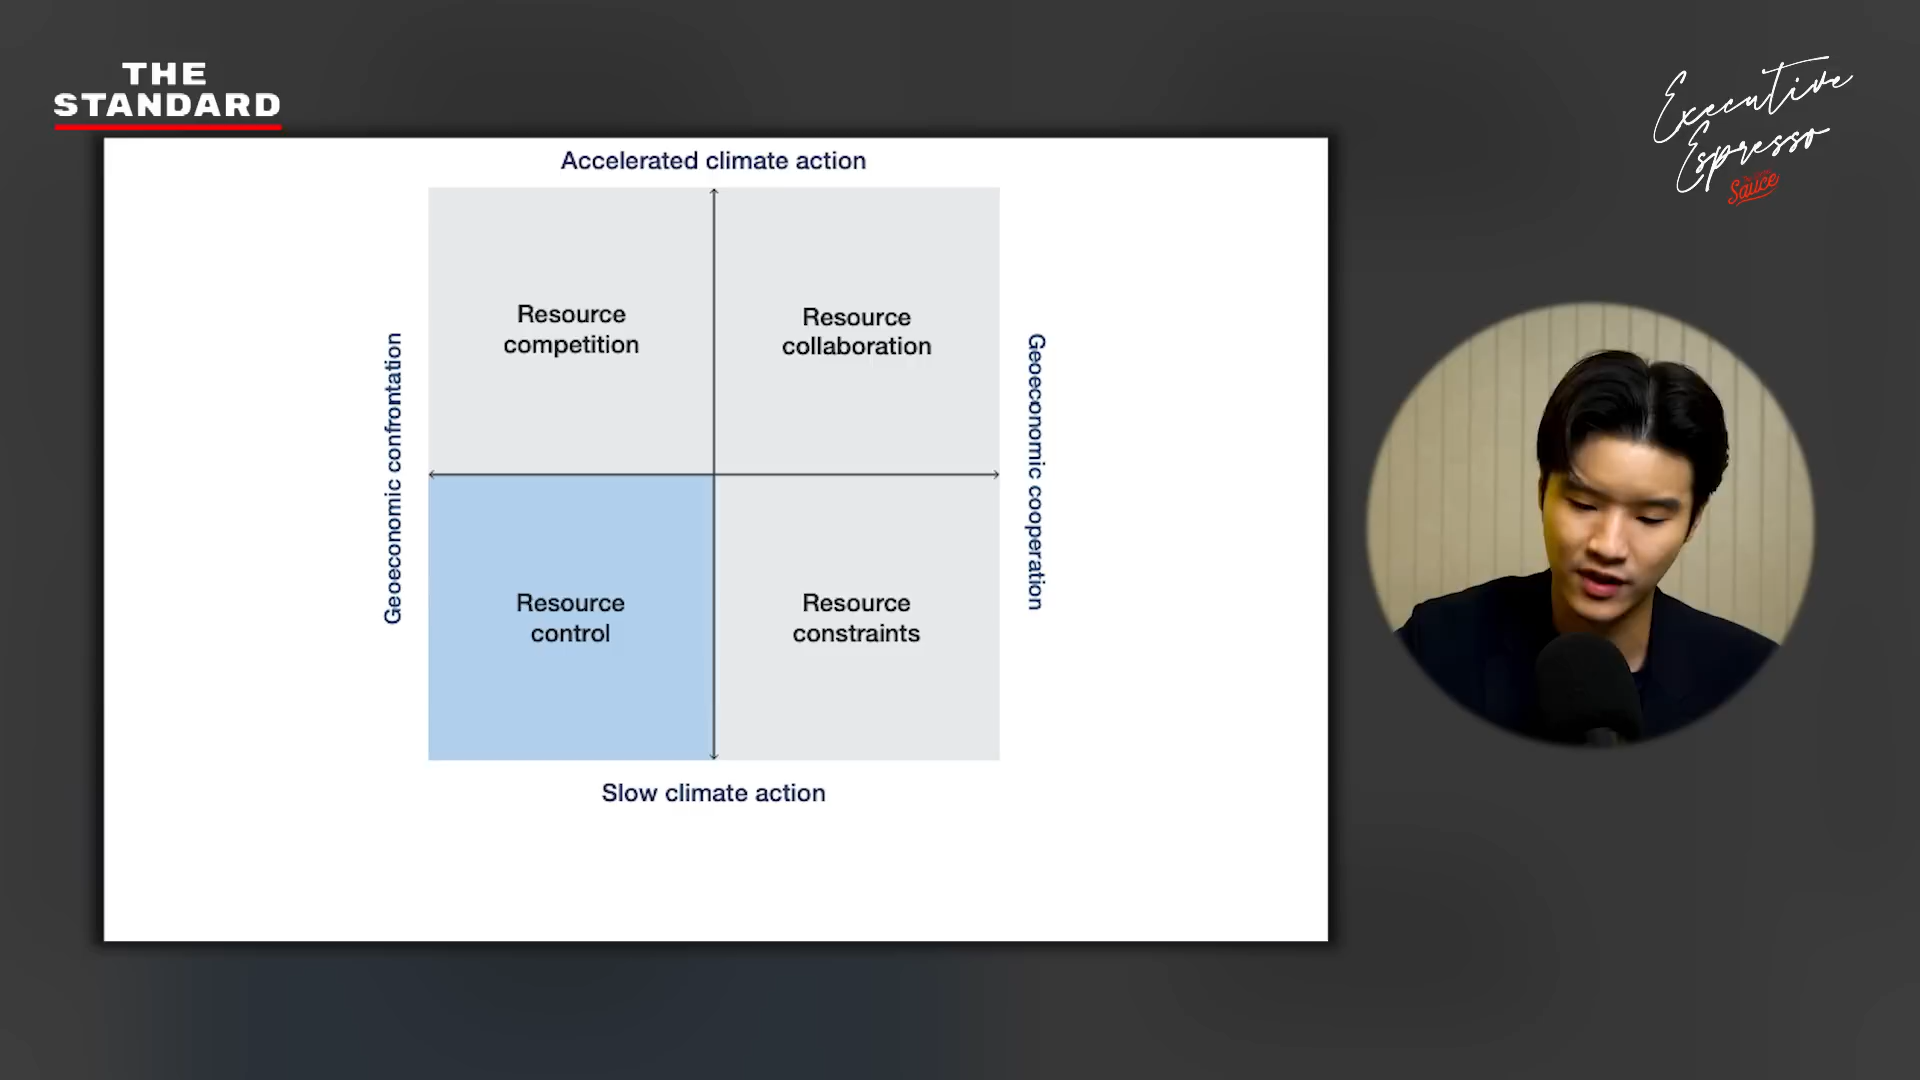 THE
STANDARD
Executive
Espresso
Sauce
Accelerated climate action
Resource
competition
Resource
collaboration
Geoeconomic confrontation
Geoeconomic cooperation
Resource
control
Resource
constraints
Slow climate action